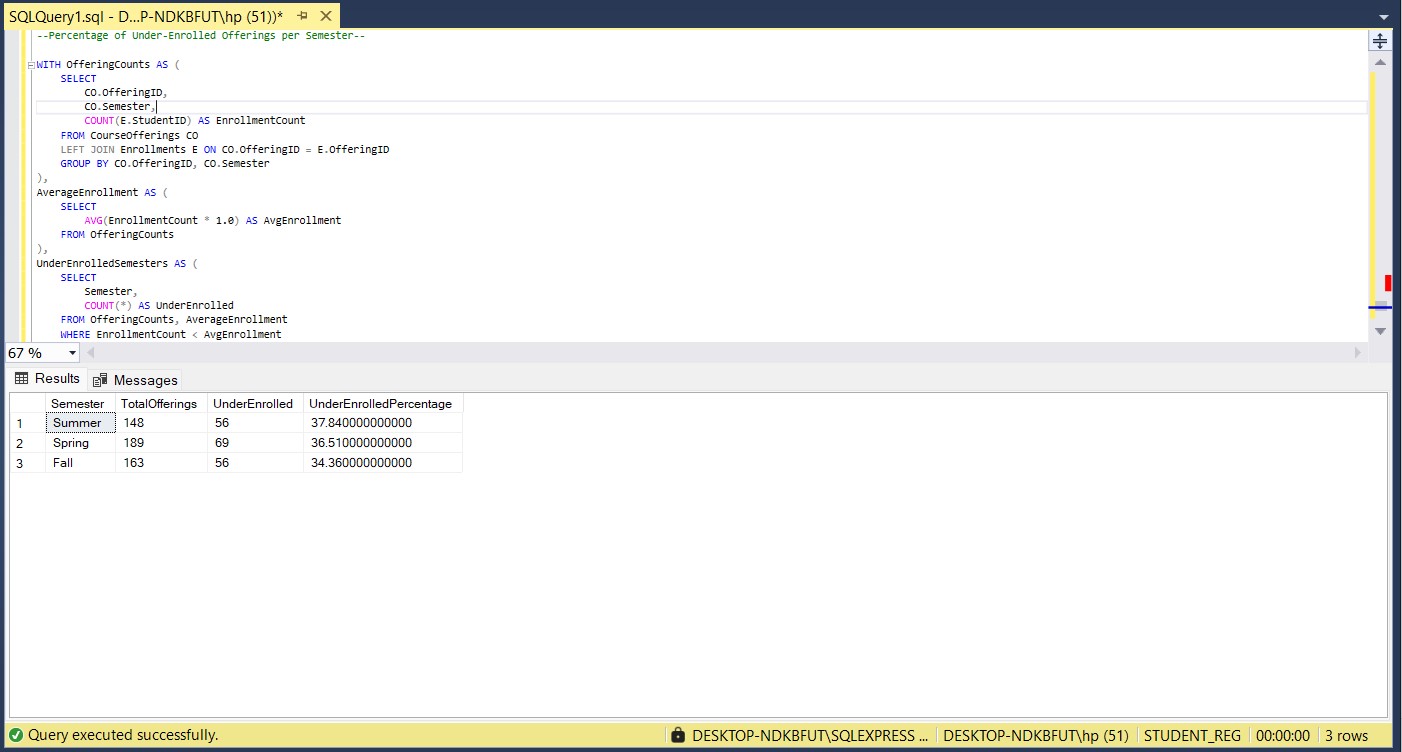 SQLQuery1.sql - D...P-NDKBFUT\hp (51))*
--Percentage of Under-Enrolled Offerings per Semester--
WITH OfferingCounts AS (
SELECT
CO.OfferingID,
CO.Semester,
COUNT(E.StudentID) AS EnrollmentCount
FROM CourseOfferings CO
LEFT JOIN Enrollments E ON CO.OfferingID = E.OfferingID
GROUP BY CO.OfferingID, CO.Semester
),
AverageEnrollment AS (
SELECT
AVG(EnrollmentCount * 1.0) AS AvgEnrollment
FROM OfferingCounts
),
UnderEnrolledSemesters AS (
SELECT
Semester,
COUNT(*) AS UnderEnrolled
FROM OfferingCounts, AverageEnrollment
WHERE EnrollmentCount < AvgEnrollment
67 %
Results Messages
Semester TotalOfferings UnderEnrolled UnderEnrolledPercentage
1 Summer 148 56 37.840000000000
2 Spring 189 69 36.510000000000
3 Fall 163 56 34.360000000000
Query executed successfully. DESKTOP-NDKBFUT\SQLEXPRESS ... DESKTOP-NDKBFUT\hp (51) STUDENT_REG 00:00:00 3 rows